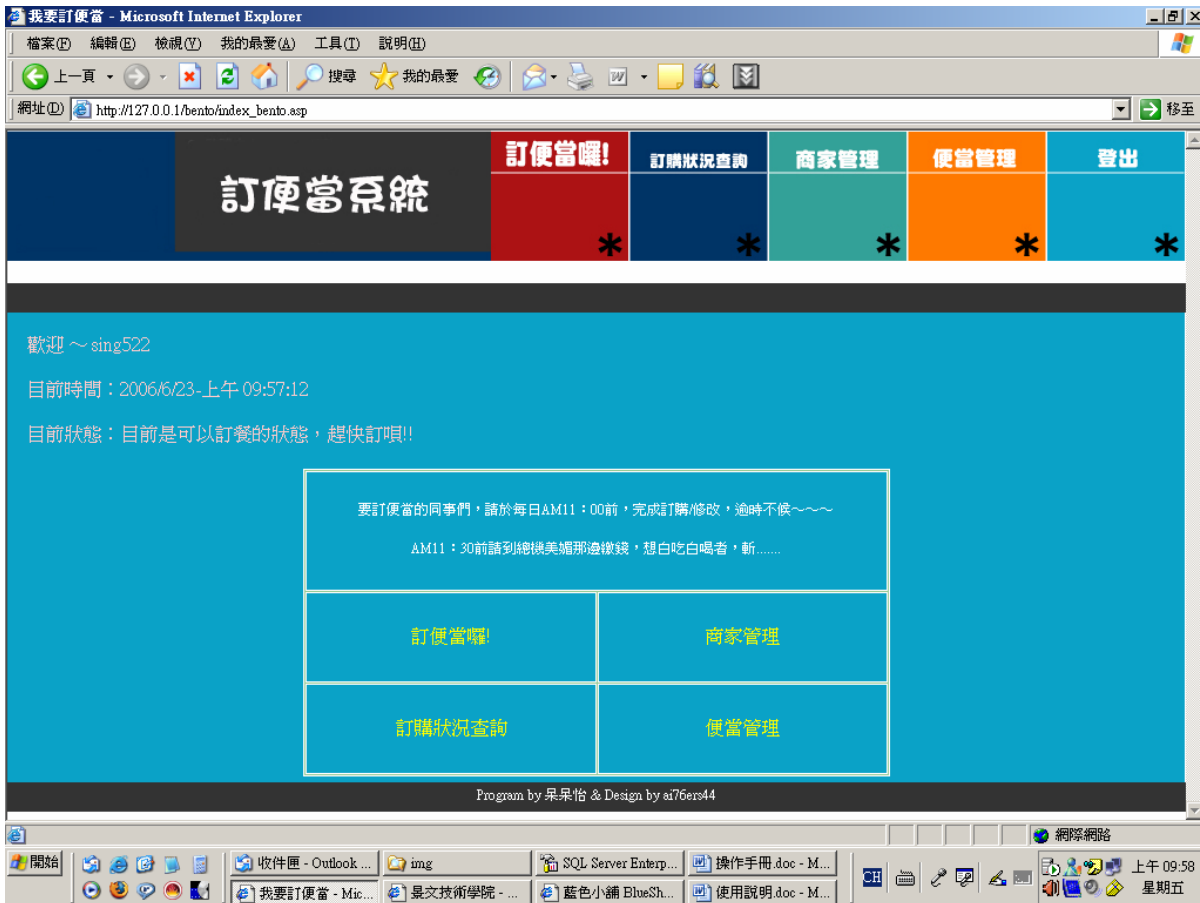 我要訂便當 - Microsoft Internet Explorer
檔案(F) 編輯(E) 檢視(V) 我的最愛(A) 工具(T) 說明(H)
上一頁 搜尋 我的最愛
網址(D) http://127.0.0.1/bento/index_bento.asp 移至
訂便當系統
訂便當囉!
訂購狀況查詢
商家管理
便當管理
登出
* * * * *
歡迎～sing522
目前時間：2006/6/23-上午 09:57:12
目前狀態：目前是可以訂餐的狀態，趕快訂唄!!
要訂便當的同事們，請於每日AM11：00前，完成訂購/修改，逾時不候～～～
AM11：30前請到總機美媚那邊繳錢，想白吃白喝者，斬.......
訂便當囉! 商家管理
訂購狀況查詢 便當管理
Program by 呆呆怡 & Design by ai76ers44
網際網路
開始 收件匣 - Outlook ... img SQL Server Enterp... 操作手冊.doc - M... CH 上午 09:58
我要訂便當 - Mic... 景文技術學院 - ... 藍色小舖 BlueSh... 使用說明.doc - M... 星期五